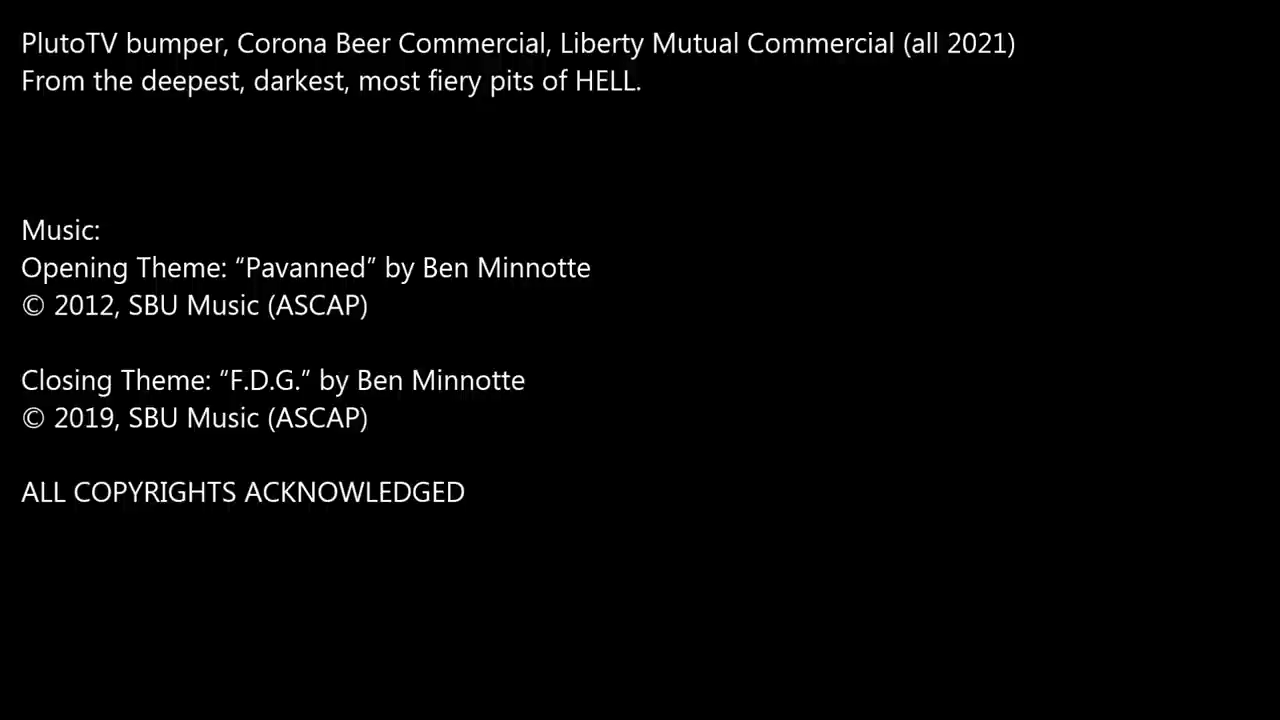 PlutoTV bumper, Corona Beer Commercial, Liberty Mutual Commercial (all 2021)
From the deepest, darkest, most fiery pits of HELL.
Music:
Opening Theme: “Pavanned” by Ben Minnotte
© 2012, SBU Music (ASCAP)
Closing Theme: “F.D.G.” by Ben Minnotte
© 2019, SBU Music (ASCAP)
ALL COPYRIGHTS ACKNOWLEDGED